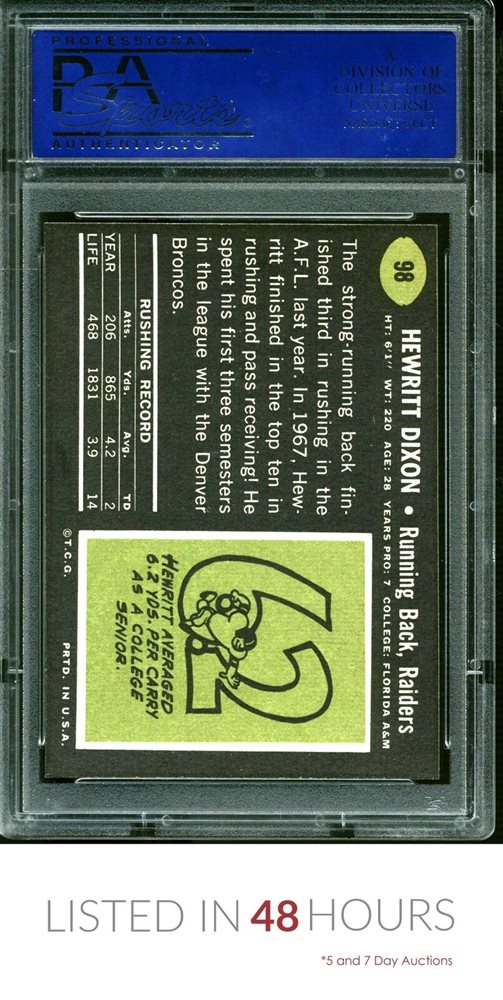 PROFESSIONAL
PSA
Sports
AUTHENTICATOR
A
DIVISION OF
COLLECTORS
UNIVERSE
NASDAQ: CLCT
98
HEWRITT DIXON • Running Back, Raiders
HT: 6'1" WT: 220 AGE: 28 YEARS PRO: 7 COLLEGE: FLORIDA A&M
The strong-running back fin-
ished third in rushing in the
A.F.L. last year. In 1967, Hew-
ritt finished in the top ten in
rushing and pass receiving! He
spent his first three semesters
in the league with the Denver
Broncos.
RUSHING RECORD
Atts. Yds. Avg. TD
YEAR 206 865 4.2 2
LIFE 468 1831 3.9 14
6.2
HEWRITT AVERAGED
6.2 YDS. PER CARRY
AS A COLLEGE
SENIOR.
©T.C.G. PRTD. IN U.S.A.
LISTED IN 48 HOURS
*5 and 7 Day Auctions